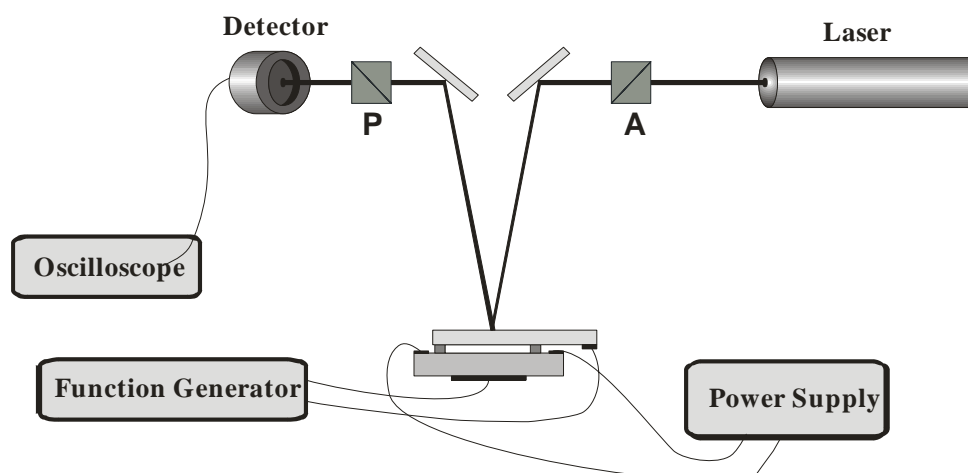 Detector
Laser
P
A
Oscilloscope
Function Generator
Power Supply